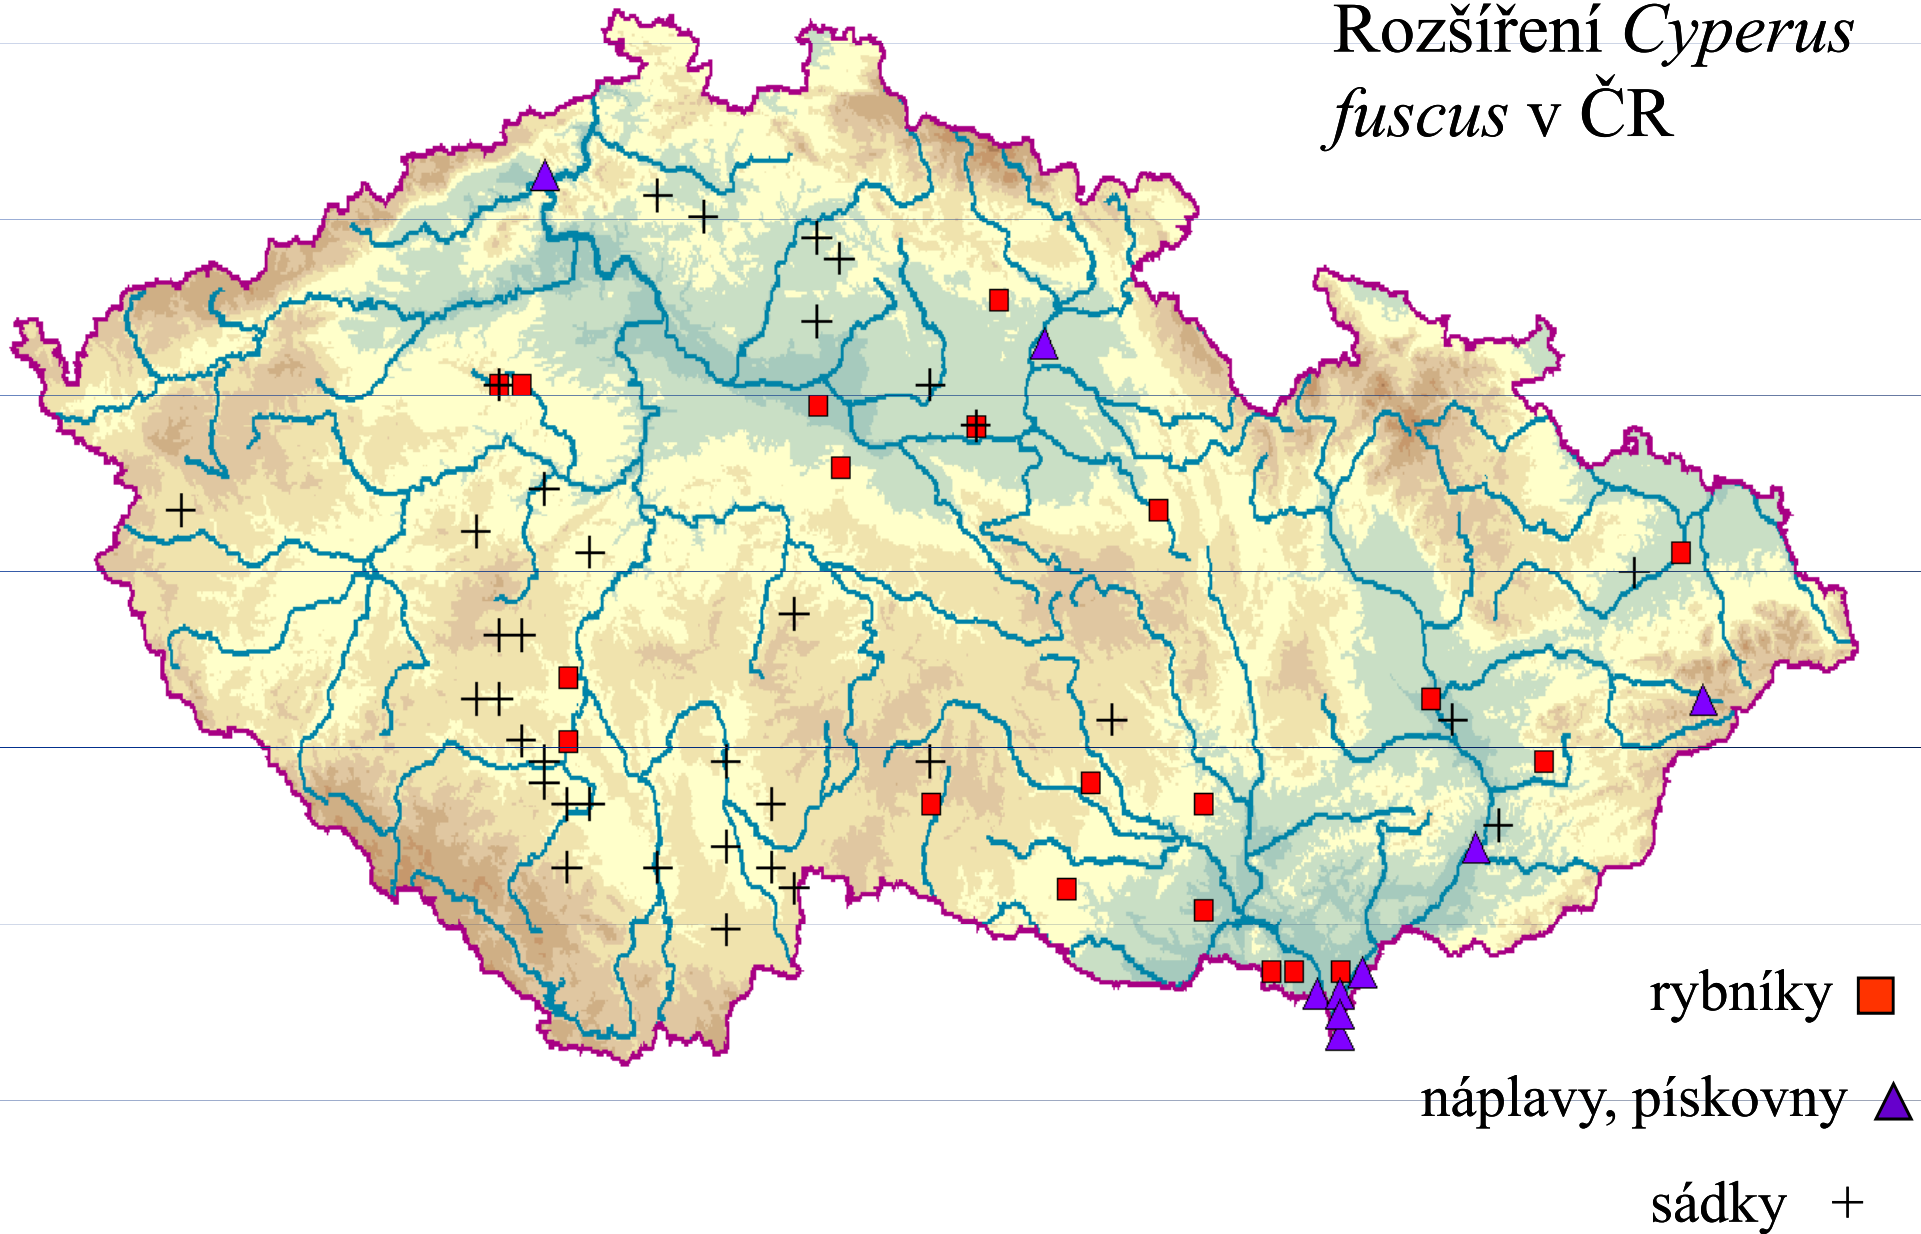 Rozšíření Cyperus
fuscus v ČR
rybníky
náplavy, pískovny
sádky